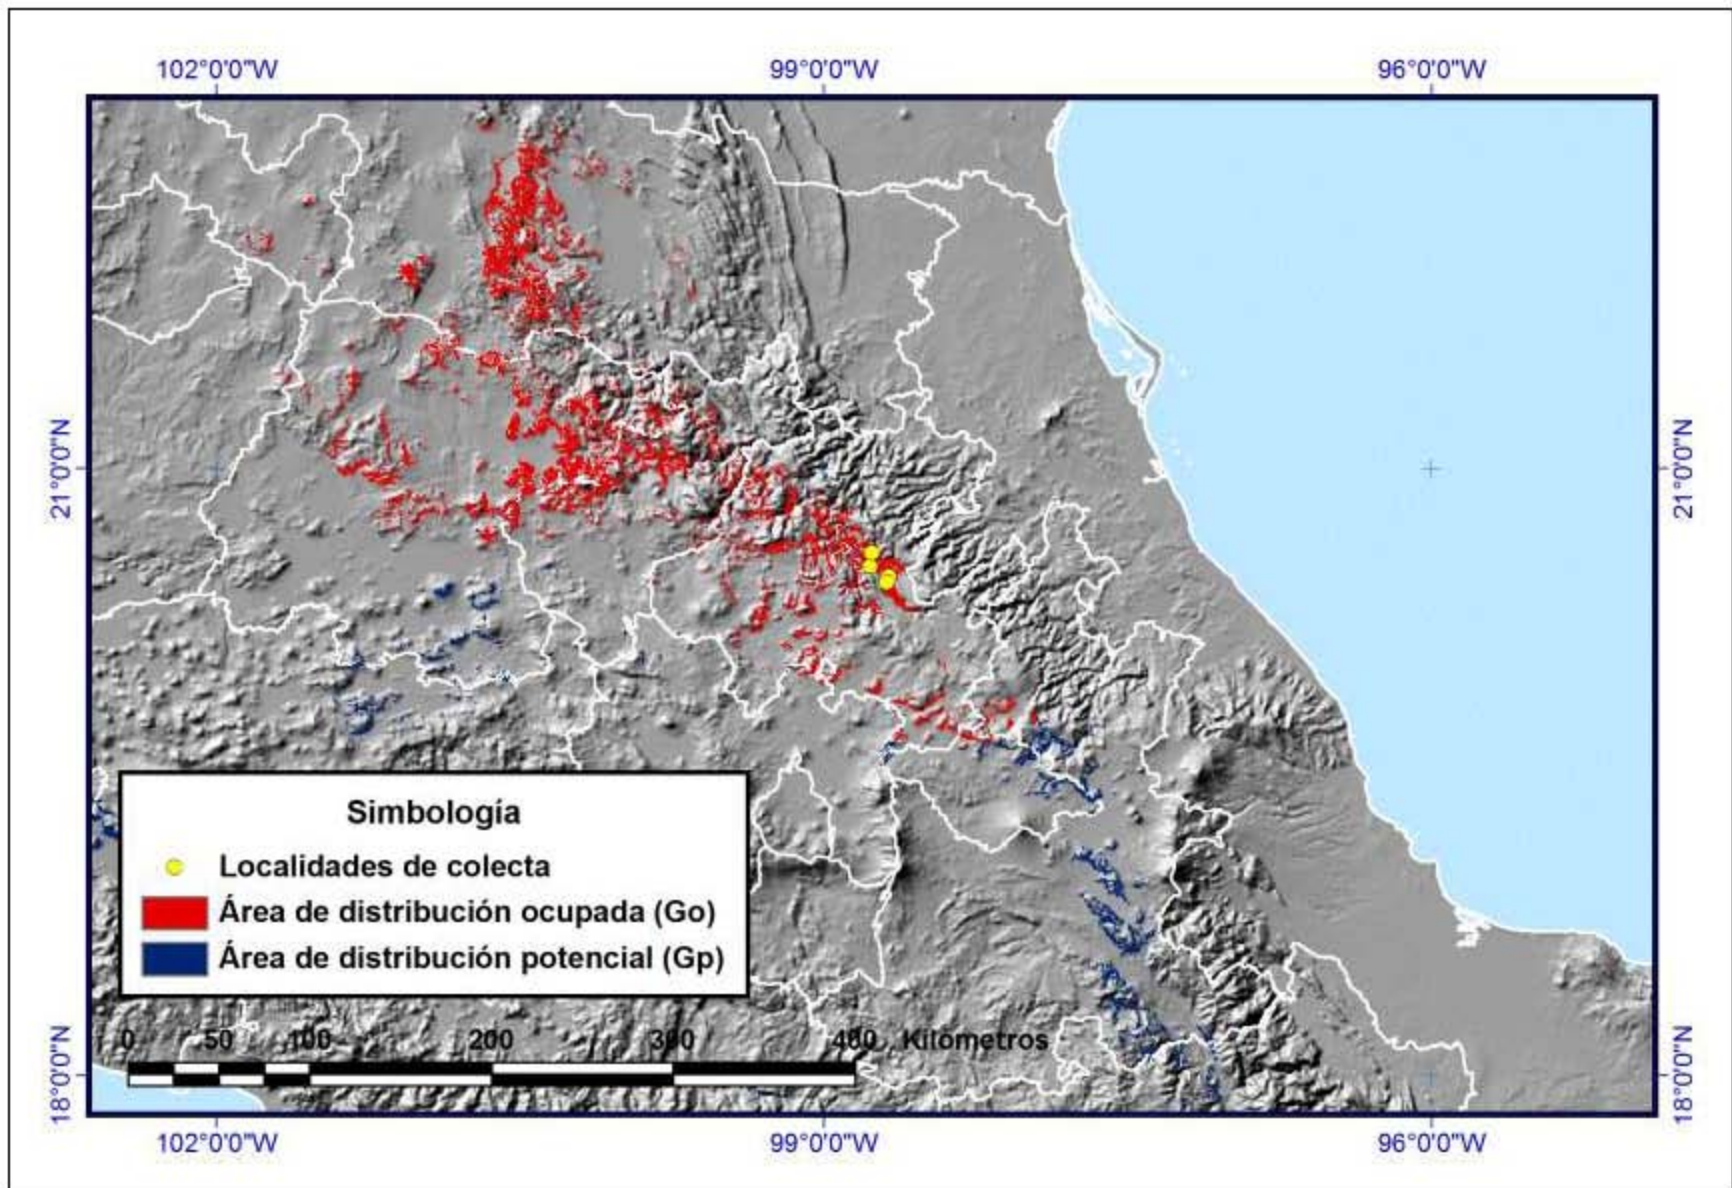 102°0'0"W 99°0'0"W 96°0'0"W
21°0'0"N 21°0'0"N
Simbología
Localidades de colecta
Área de distribución ocupada (Go)
Área de distribución potencial (Gp)
0 50 100 200 300 400 Kilómetros
18°0'0"N 18°0'0"N
102°0'0"W 99°0'0"W 96°0'0"W